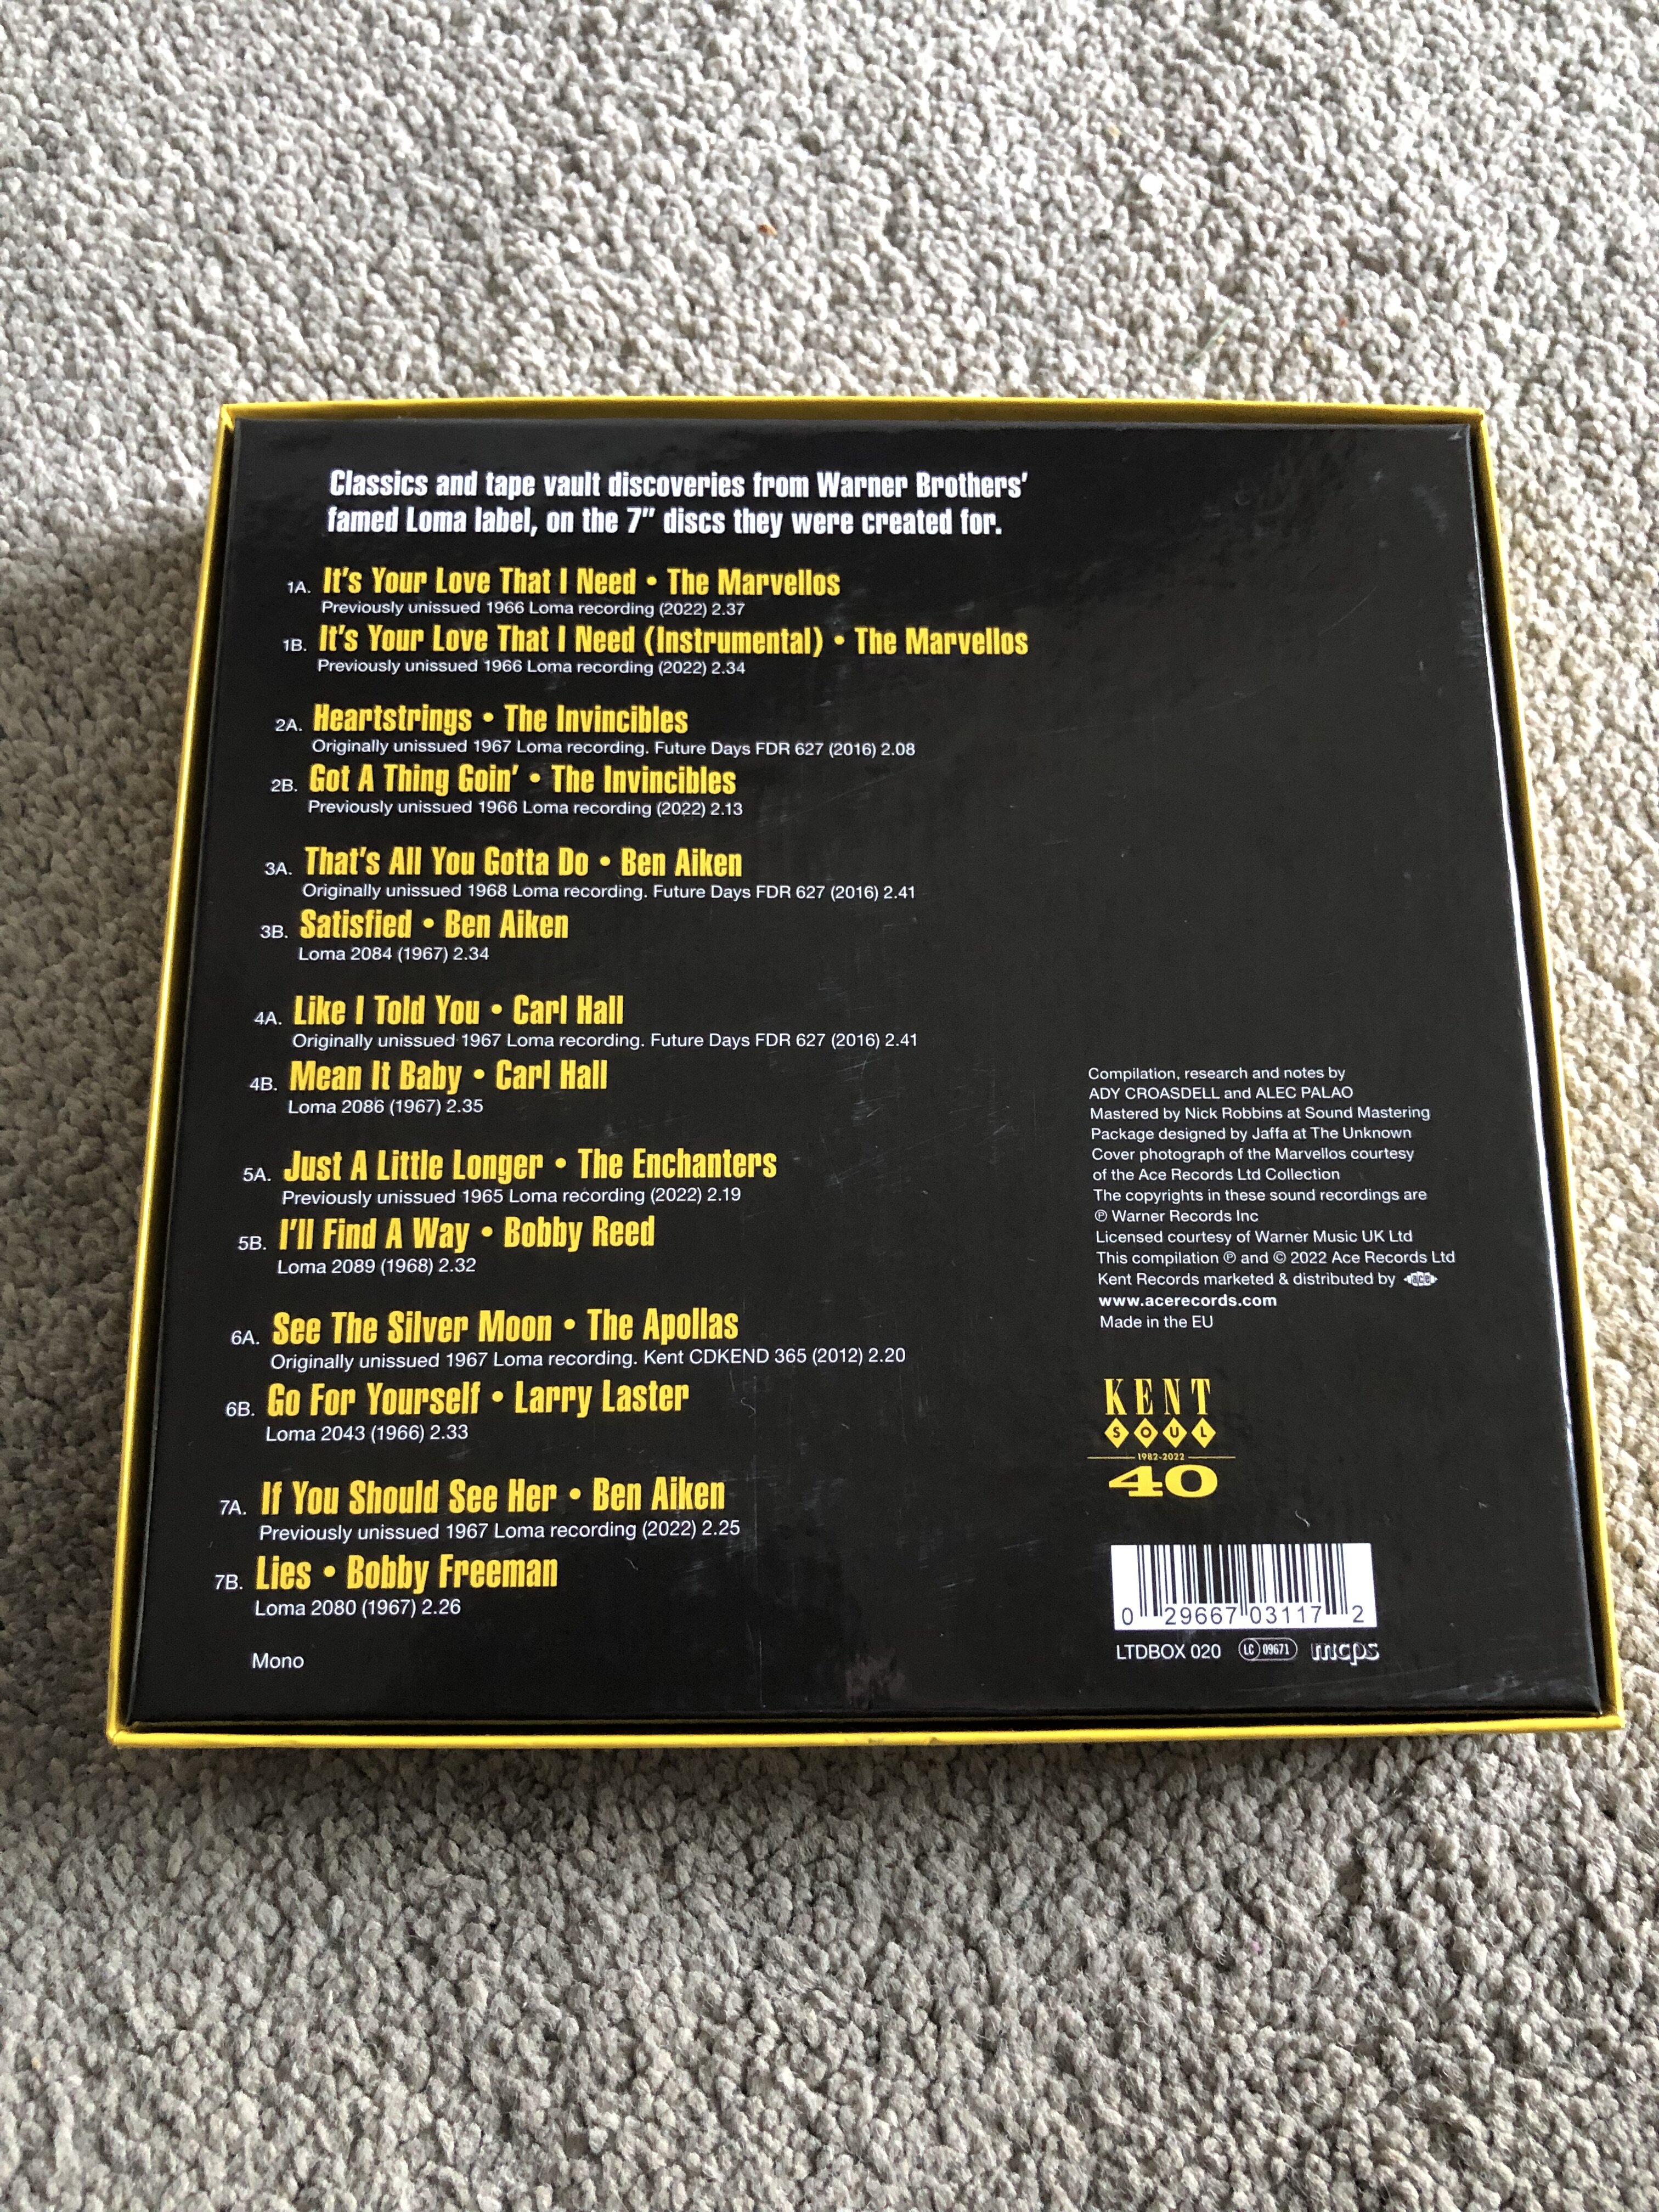 Classics and tape vault discoveries from Warner Brothers'
famed Loma label, on the 7" discs they were created for.
1A. It's Your Love That I Need • The Marvellos
Previously unissued 1966 Loma recording (2022) 2.37
1B. It's Your Love That I Need (Instrumental) • The Marvellos
Previously unissued 1966 Loma recording (2022) 2.34
2A. Heartstrings • The Invincibles
Originally unissued 1967 Loma recording. Future Days FDR 627 (2016) 2.08
2B. Got A Thing Goin' • The Invincibles
Previously unissued 1966 Loma recording (2022) 2.13
3A. That's All You Gotta Do • Ben Aiken
Originally unissued 1968 Loma recording. Future Days FDR 627 (2016) 2.41
3B. Satisfied • Ben Aiken
Loma 2084 (1967) 2.34
4A. Like I Told You • Carl Hall
Originally unissued 1967 Loma recording. Future Days FDR 627 (2016) 2.41
4B. Mean It Baby • Carl Hall
Loma 2086 (1967) 2.35
5A. Just A Little Longer • The Enchanters
Previously unissued 1965 Loma recording (2022) 2.19
5B. I'll Find A Way • Bobby Reed
Loma 2089 (1968) 2.32
6A. See The Silver Moon • The Apollas
Originally unissued 1967 Loma recording. Kent CDKEND 365 (2012) 2.20
6B. Go For Yourself • Larry Laster
Loma 2043 (1966) 2.33
7A. If You Should See Her • Ben Aiken
Previously unissued 1967 Loma recording (2022) 2.25
7B. Lies • Bobby Freeman
Loma 2080 (1967) 2.26
Mono
Compilation, research and notes by
ADY CROASDELL and ALEC PALAO
Mastered by Nick Robbins at Sound Mastering
Package designed by Jaffa at The Unknown
Cover photograph of the Marvellos courtesy
of the Ace Records Ltd Collection
The copyrights in these sound recordings are
℗ Warner Records Inc
Licensed courtesy of Warner Music UK Ltd
This compilation ℗ and © 2022 Ace Records Ltd
Kent Records marketed & distributed by ACE
www.acerecords.com
Made in the EU
KENT
SOUL
1982-2022
40
0 29667 03117 2
LTDBOX 020 LC 09671 mcps